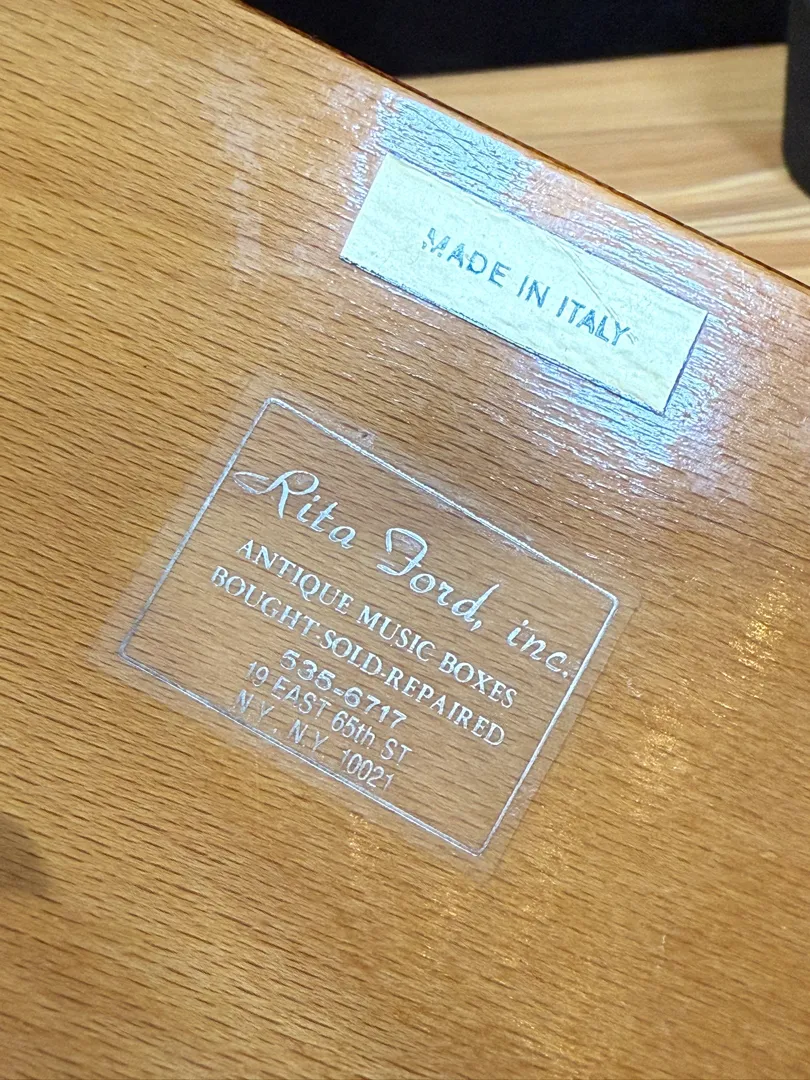 MADE IN ITALY
Rita Ford, inc.
ANTIQUE MUSIC BOXES
BOUGHT-SOLD-REPAIRED
535-6717
19 EAST 65th ST
N.Y., N.Y. 10021